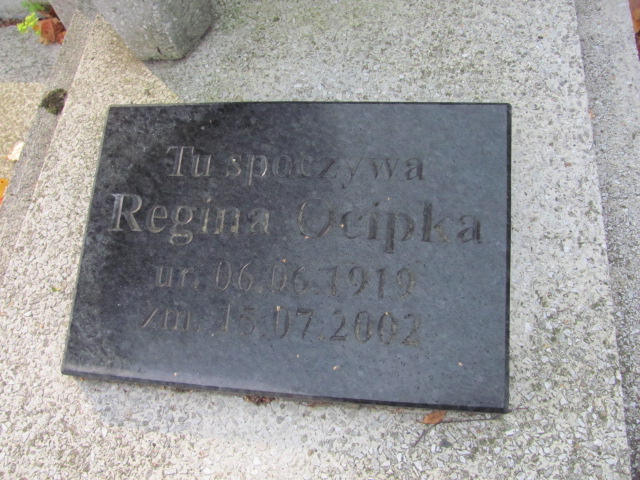 Tu spoczywa
Regina Ocipka
ur. 06.06.1919
zm. 15.07.2002